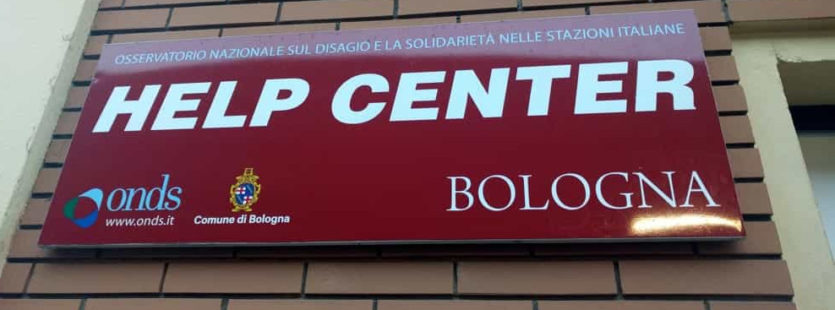 OSSERVATORIO NAZIONALE SUL DISAGIO E LA SOLIDARIETÀ NELLE STAZIONI ITALIANE
HELP CENTER
onds
www.onds.it
Comune di Bologna
BOLOGNA